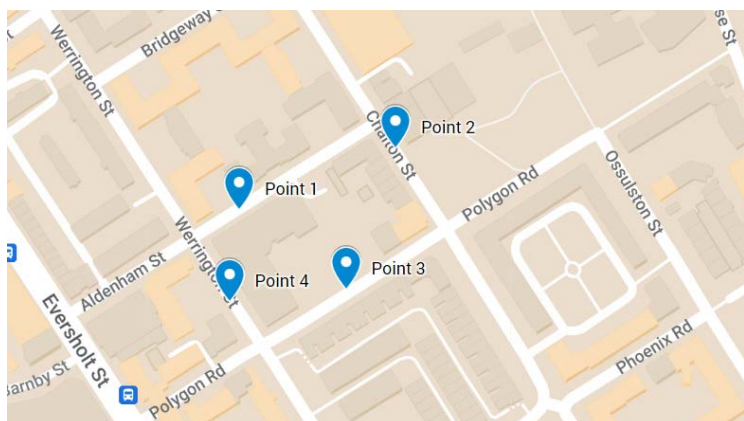 Bridgeway
Werrington St
Point 2
Chalton St
Ossulston St
Point 1
Polygon Rd
Werrington St
Aldenham St
Point 4
Point 3
Eversholt St
Phoenix Rd
Barnby St
Polygon Rd